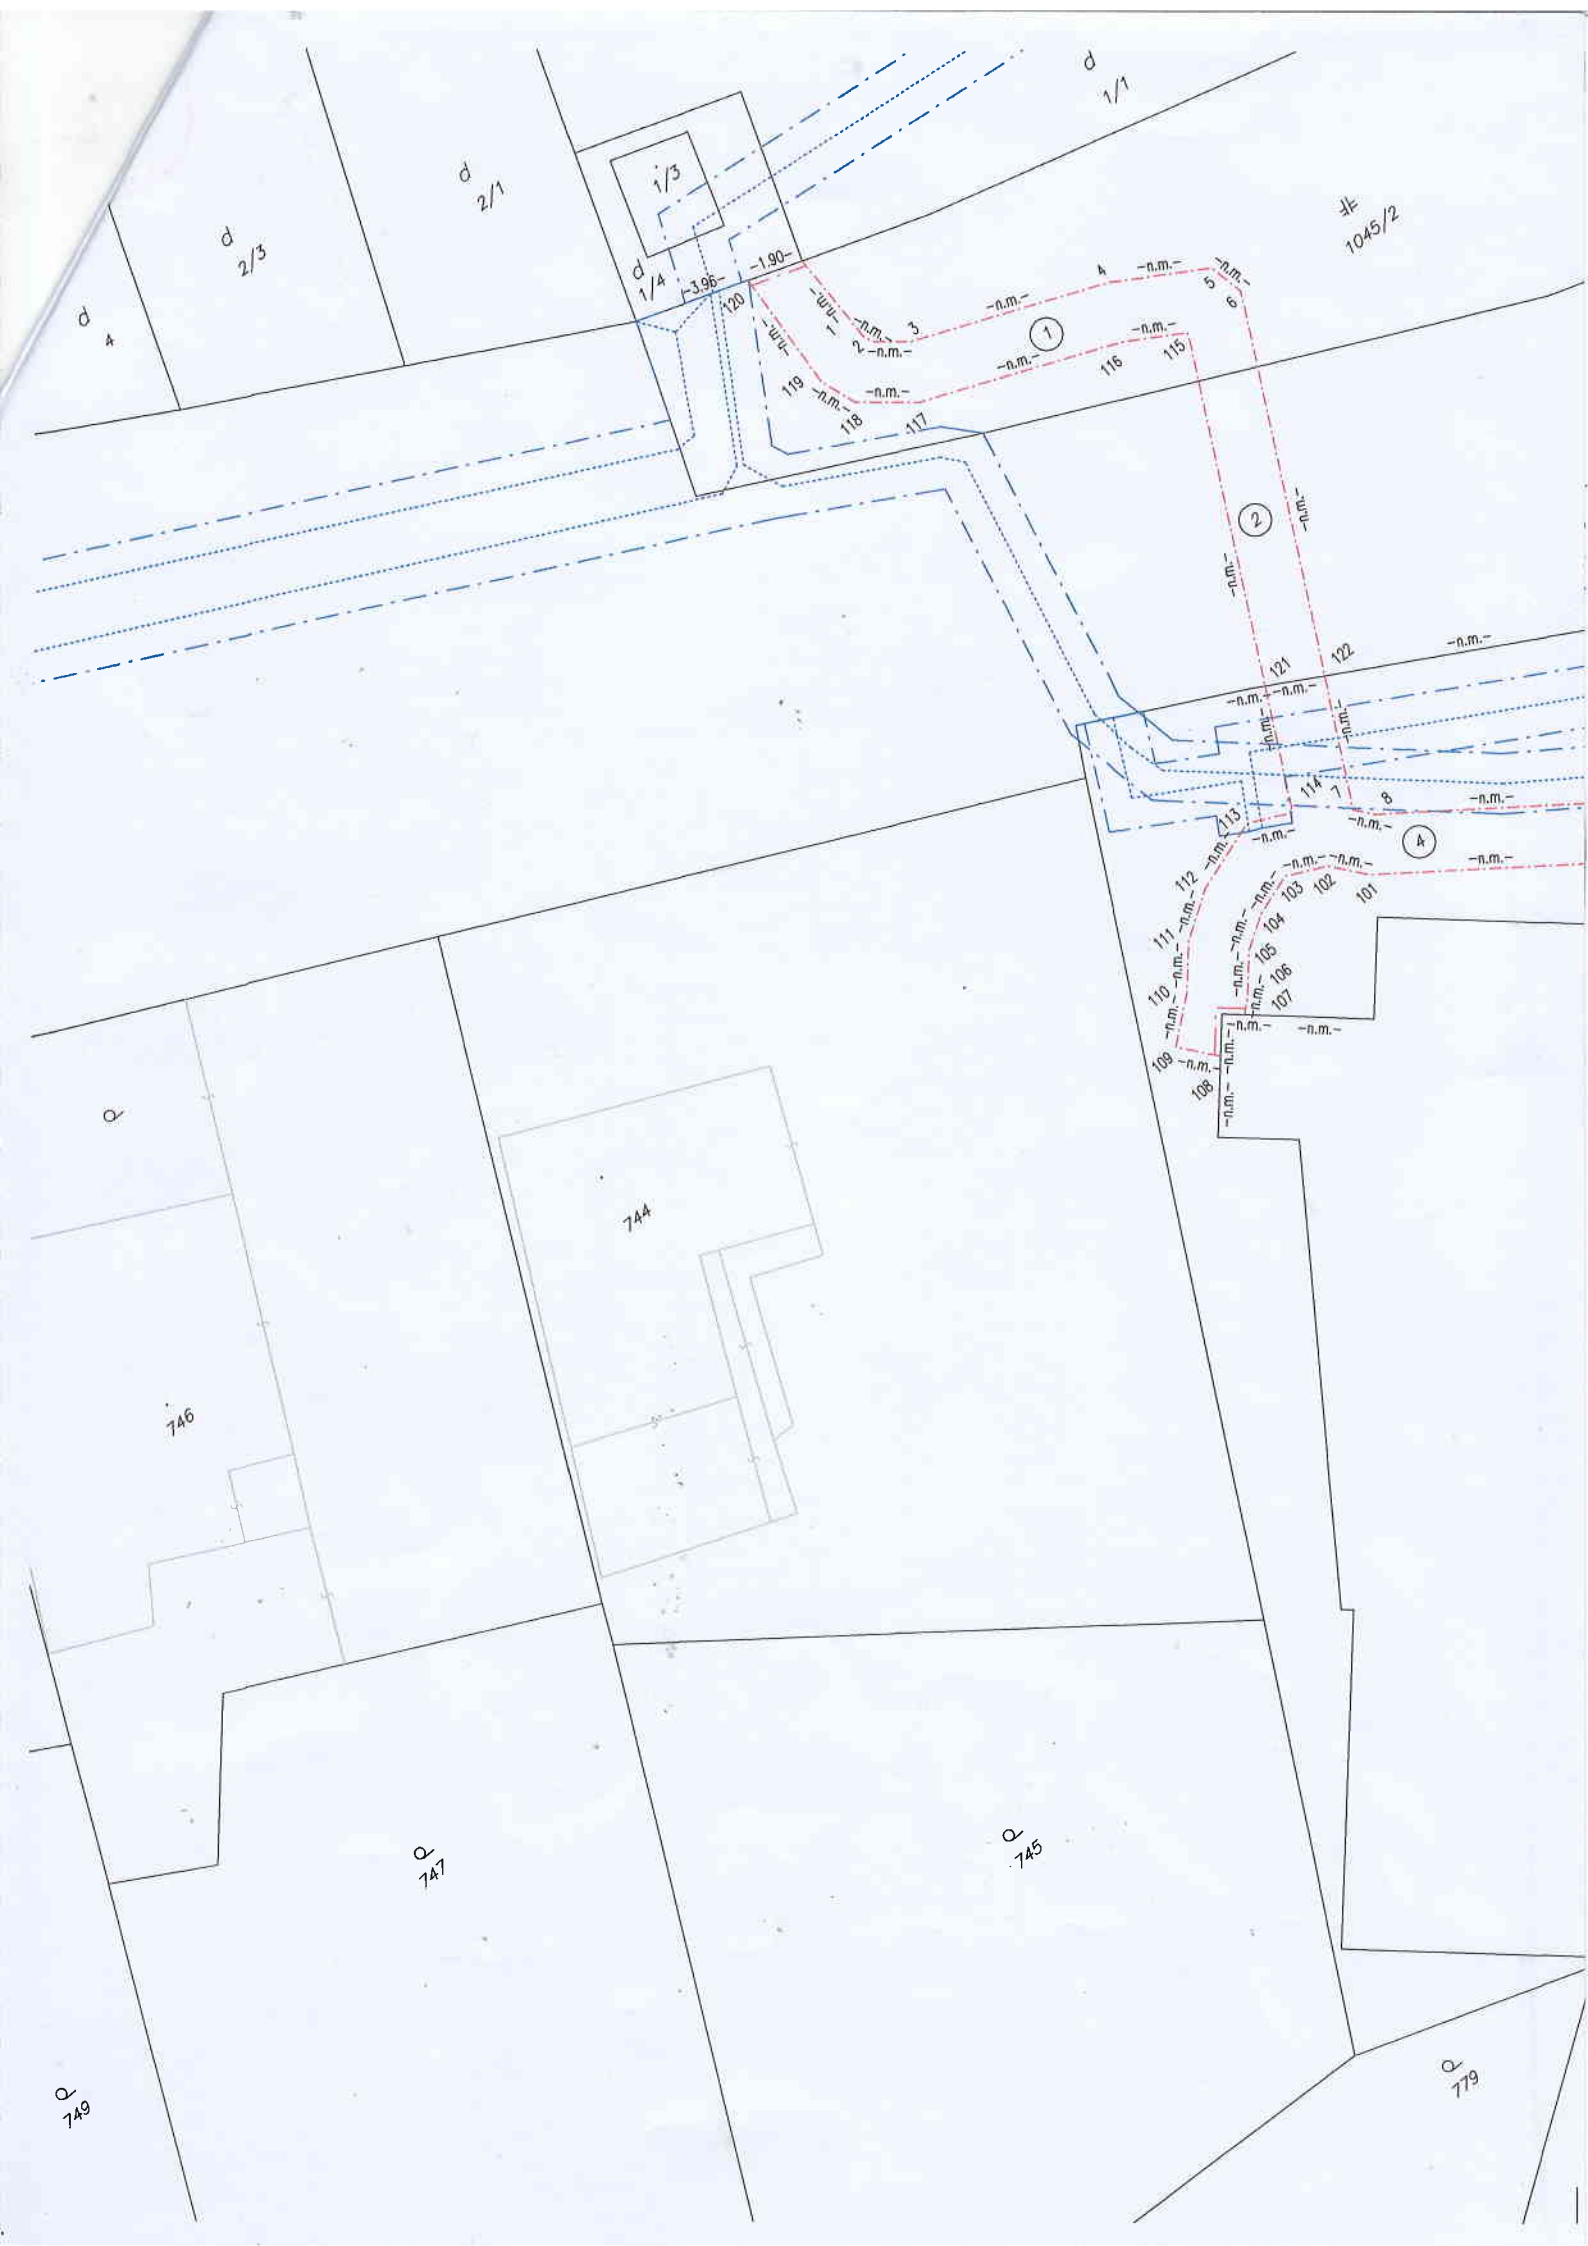 d
1/1
1/3
d
2/1
d
2/3
1045/2
d
1/4
-3.96-
-1.90-
120
d
4
-n.m.-
1
-n.m.-
2
-n.m.-
3
-n.m.-
1
4
-n.m.-
-n.m.-
5
6
-n.m.-
119
-n.m.-
118
-n.m.-
117
-n.m.-
116
-n.m.-
115
2
-n.m.-
-n.m.-
121
122
-n.m.-
-n.m.-
-n.m.-
-n.m.-
-n.m.-
114
7
8
-n.m.-
-n.m.-
4
113
-n.m.-
-n.m.-
112
-n.m.-
-n.m.-
-n.m.-
103
102
101
-n.m.-
-n.m.-
111
-n.m.-
104
-n.m.-
105
-n.m.-
106
110
-n.m.-
107
-n.m.-
-n.m.-
-n.m.-
109
-n.m.-
108
-n.m.-
-n.m.-
744
746
747
745
749
779